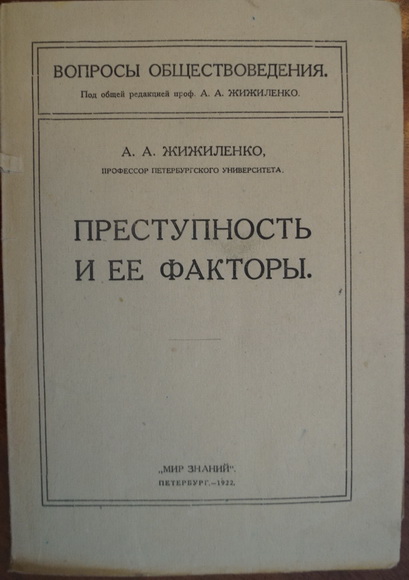 ВОПРОСЫ ОБЩЕСТВОВЕДЕНИЯ.
Под общей редакцией проф. А. А. ЖИЖИЛЕНКО.
А. А. ЖИЖИЛЕНКО,
ПРОФЕССОР ПЕТЕРБУРГСКОГО УНИВЕРСИТЕТА.
ПРЕСТУПНОСТЬ
И ЕЕ ФАКТОРЫ.
„МИР ЗНАНИЙ“.
ПЕТЕРБУРГ.—1922.